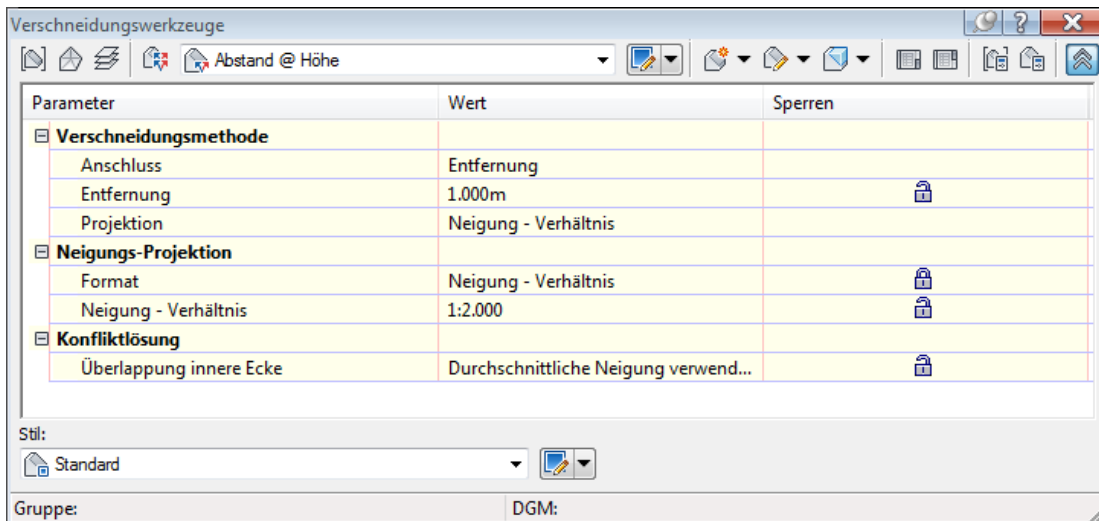 Verschneidungswerkzeuge
Abstand @ Höhe
Parameter Wert Sperren
Verschneidungsmethode
Anschluss Entfernung
Entfernung 1.000m
Projektion Neigung - Verhältnis
Neigungs-Projektion
Format Neigung - Verhältnis
Neigung - Verhältnis 1:2.000
Konfliktlösung
Überlappung innere Ecke Durchschnittliche Neigung verwend...
Stil:
Standard
Gruppe: DGM: